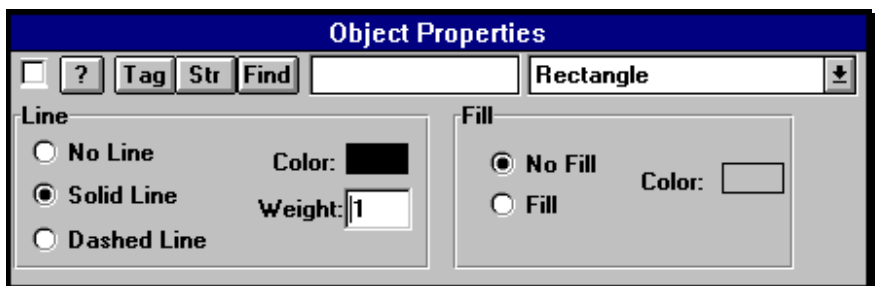 Object Properties
? Tag Str Find Rectangle
Line
No Line
Solid Line
Dashed Line
Color:
Weight: 1
Fill
No Fill
Fill
Color: